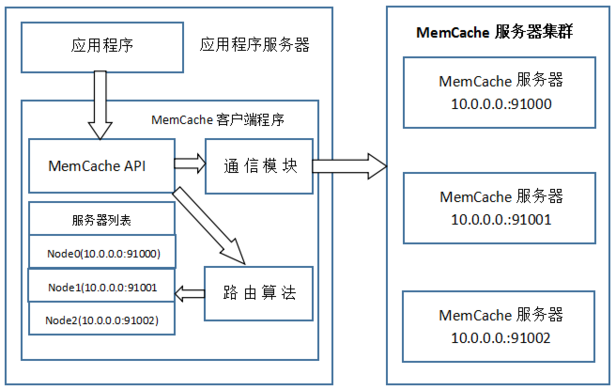 应用程序
应用程序服务器
MemCache 客户端程序
MemCache API
通信模块
服务器列表
Node0(10.0.0.0:91000)
Node1(10.0.0.0:91001
Node2(10.0.0.0:91002)
路由算法
MemCache 服务器集群
MemCache 服务器
10.0.0.0.:91000
MemCache 服务器
10.0.0.0.:91001
MemCache 服务器
10.0.0.0.:91002